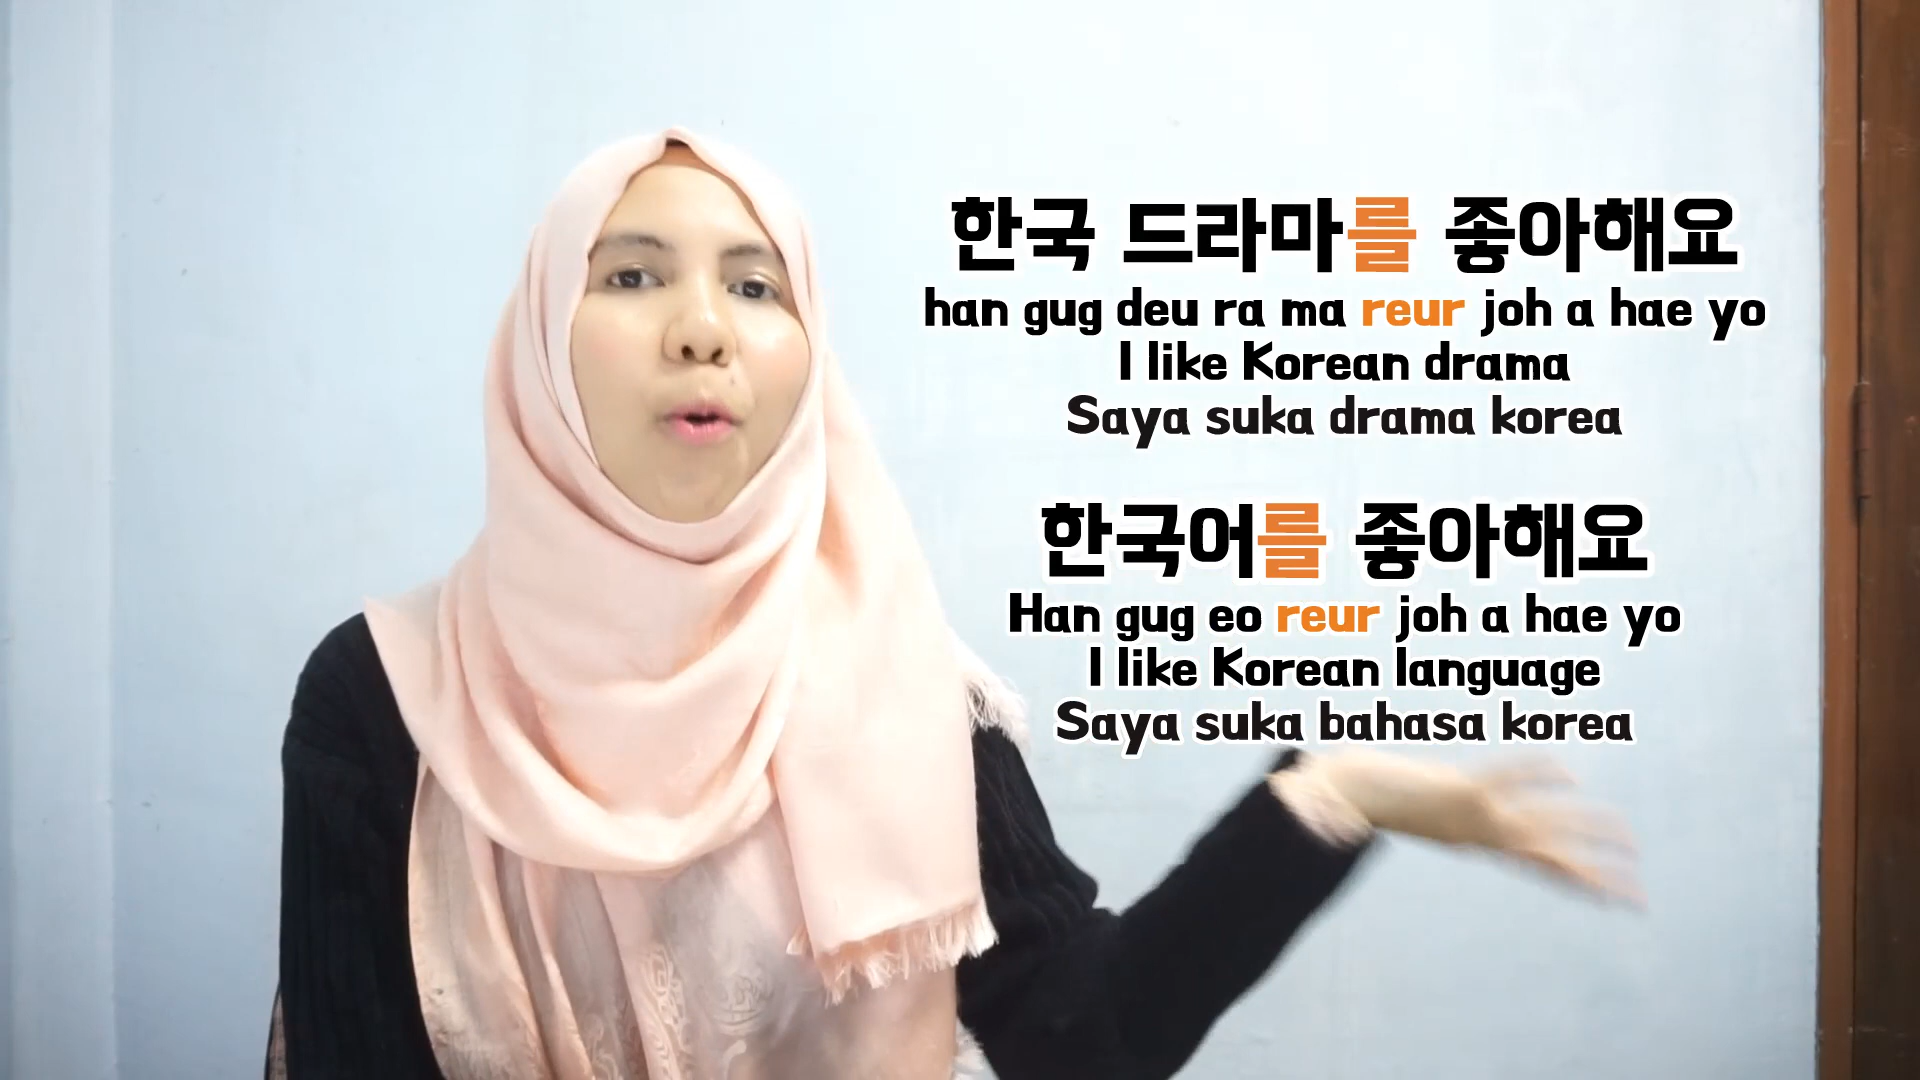 한국 드라마를 좋아해요
han gug deu ra ma reur joh a hae yo
I like Korean drama
Saya suka drama korea
한국어를 좋아해요
Han gug eo reur joh a hae yo
I like Korean language
Saya suka bahasa korea